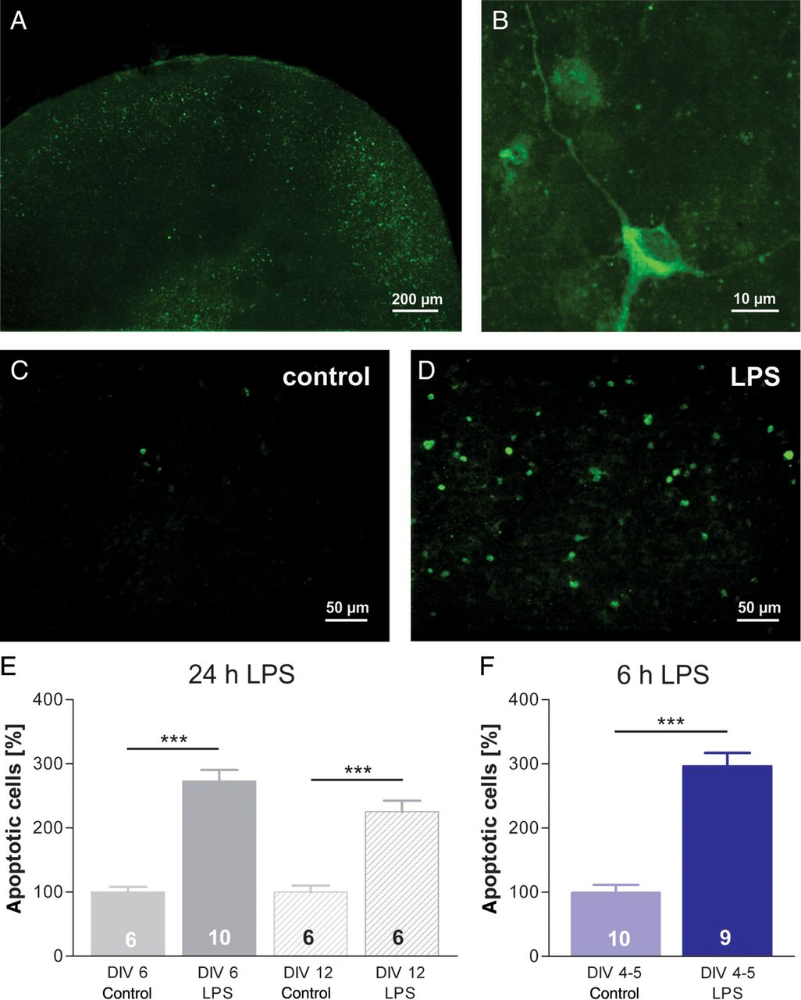 A
200 µm
B
10 µm
C
control
50 µm
D
LPS
50 µm
E
24 h LPS
Apoptotic cells [%]
400
300
200
100
0
***
***
6
10
6
6
DIV 6
Control
DIV 6
LPS
DIV 12
Control
DIV 12
LPS
F
6 h LPS
Apoptotic cells [%]
400
300
200
100
0
***
10
9
DIV 4-5
Control
DIV 4-5
LPS